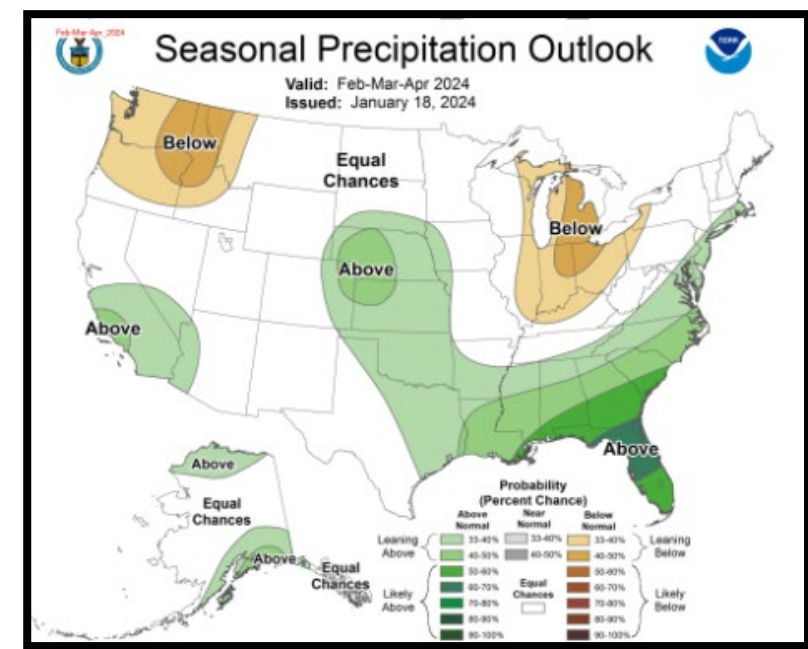 Feb-Mar-Apr_2024
Seasonal Precipitation Outlook
Valid: Feb-Mar-Apr 2024
Issued: January 18, 2024
Below
Equal
Chances
Below
Above
Above
Above
Above
Equal
Chances
Above
Equal
Chances
Probability
(Percent Chance)
Above
Normal
Near
Normal
Below
Normal
Leaning
Above
33-40%
33-40%
33-40%
Leaning
Below
40-50%
40-50%
40-50%
Likely
Above
50-60%
50-60%
Likely
Below
60-70%
Equal
Chances
60-70%
70-80%
70-80%
80-90%
80-90%
90-100%
90-100%